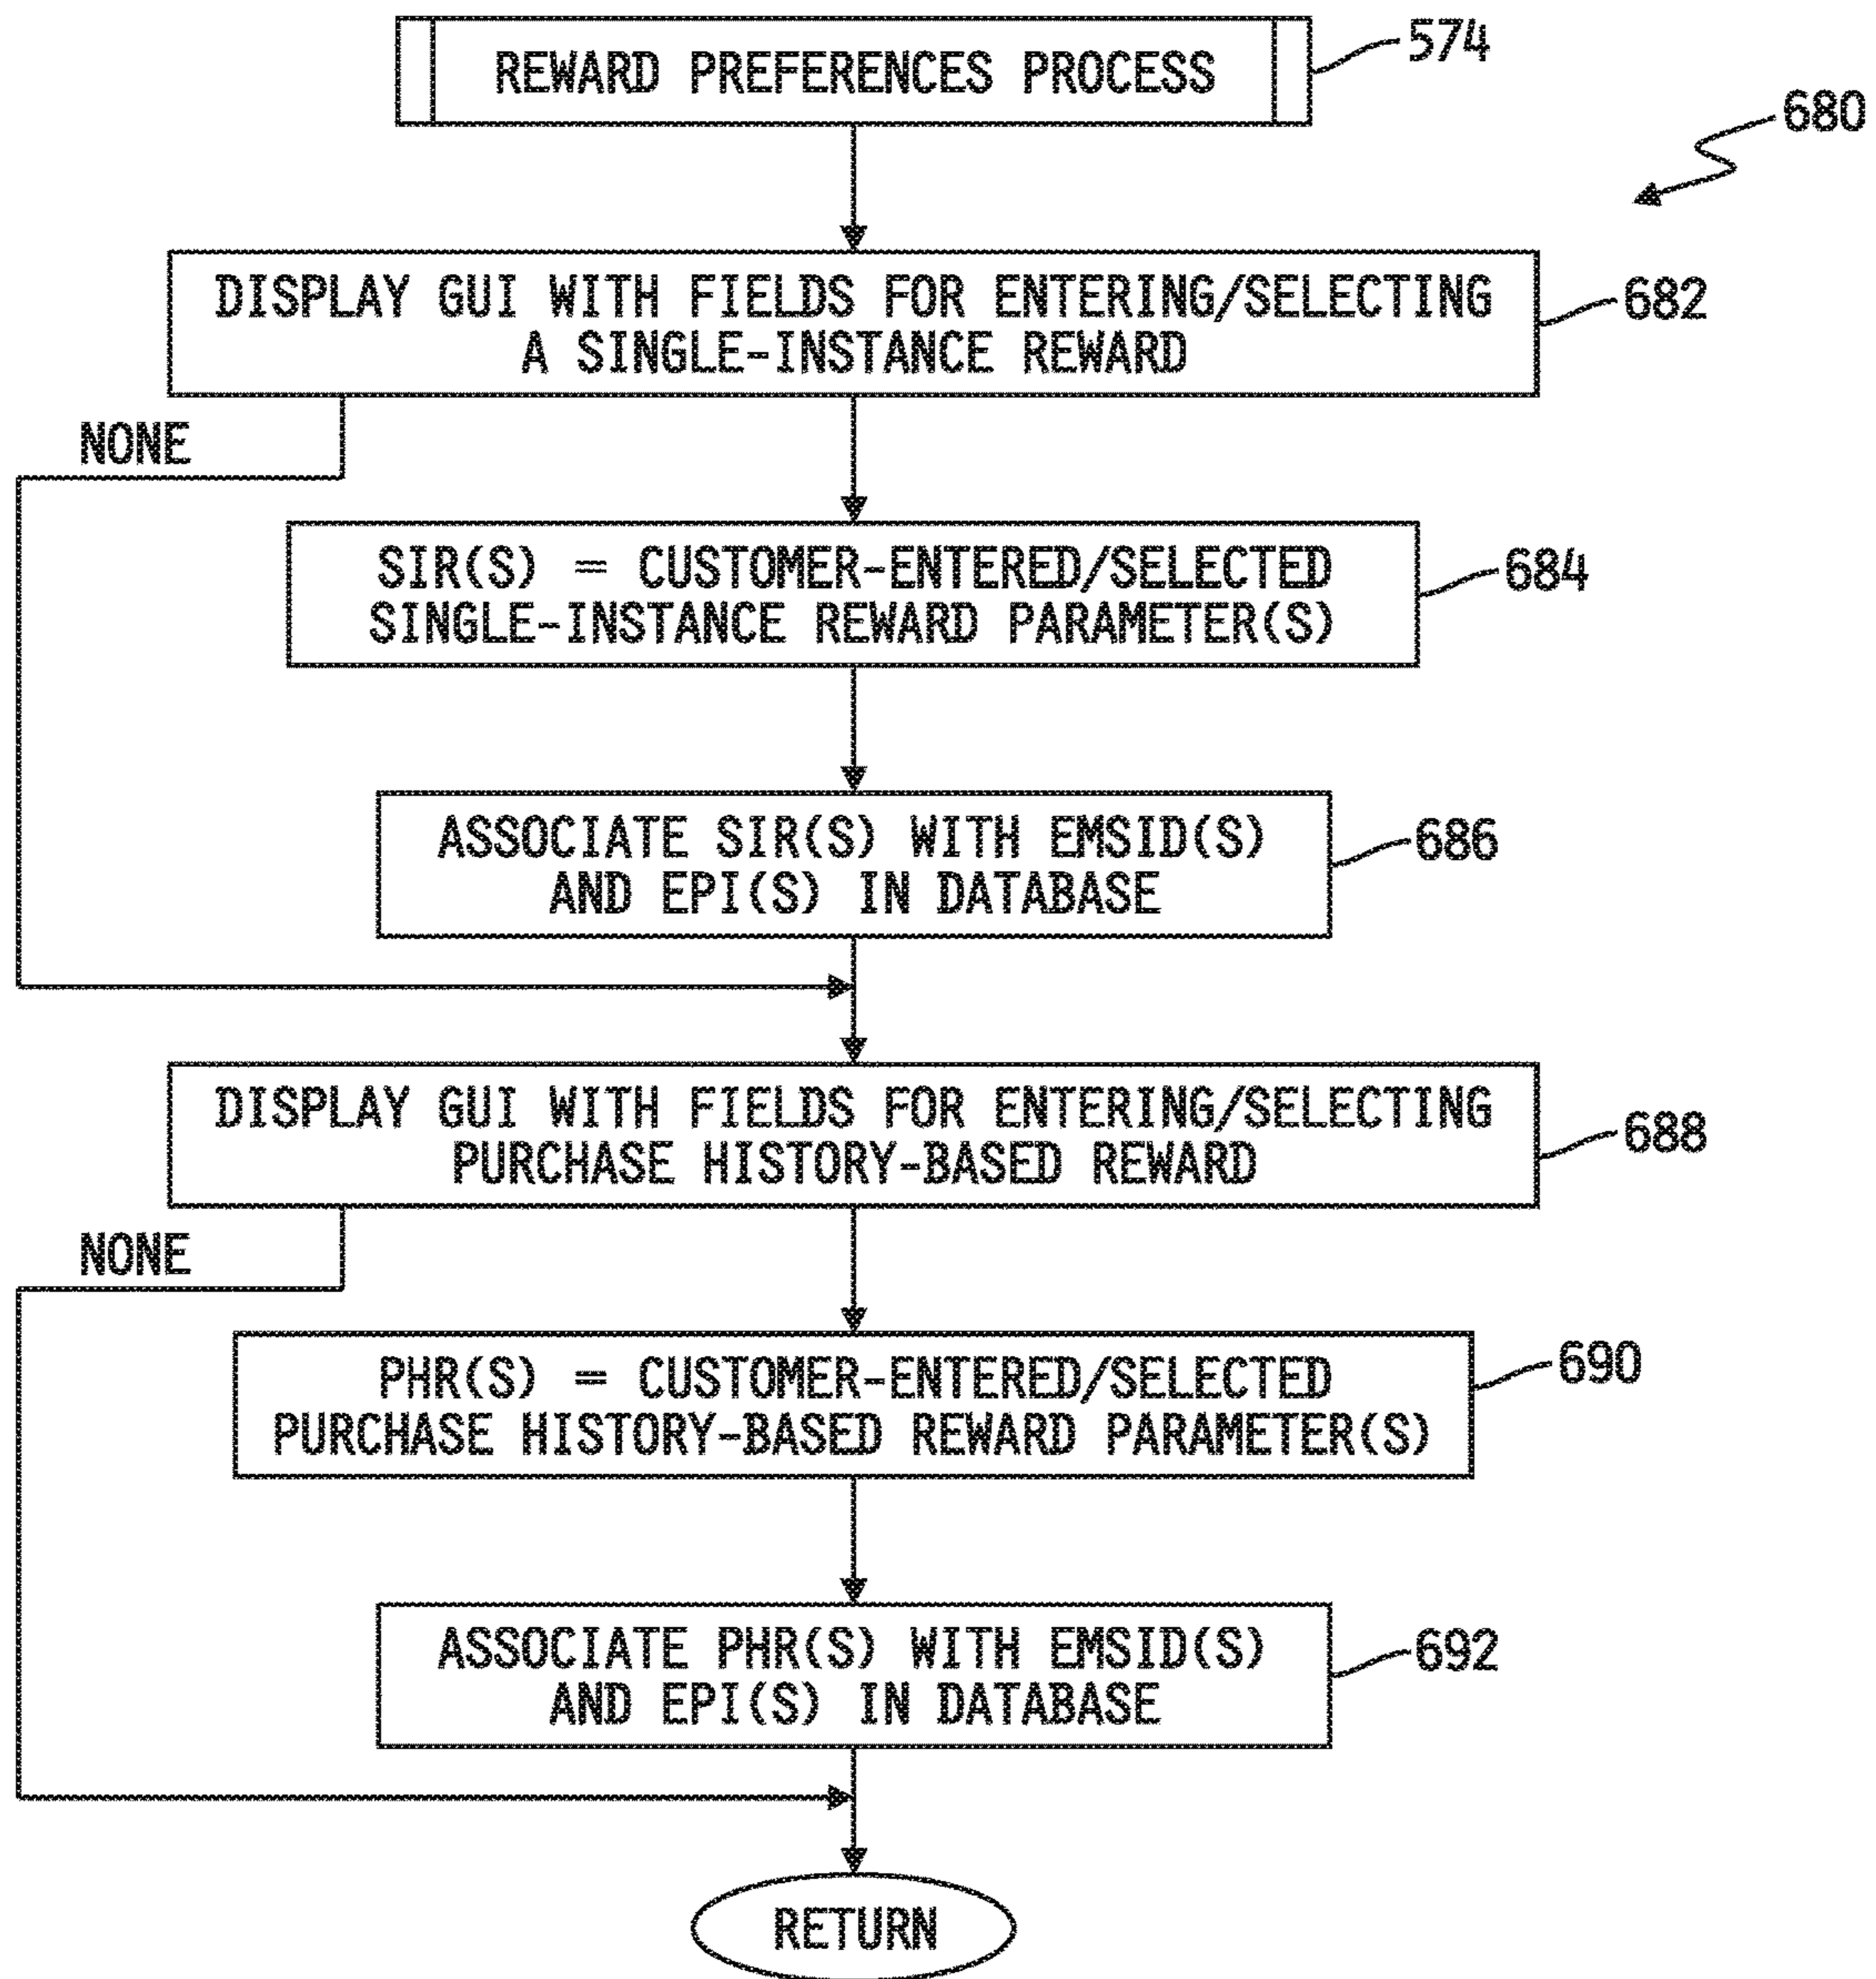 REWARD PREFERENCES PROCESS
574
680
DISPLAY GUI WITH FIELDS FOR ENTERING/SELECTING
A SINGLE-INSTANCE REWARD
682
NONE
SIR(S) = CUSTOMER-ENTERED/SELECTED
SINGLE-INSTANCE REWARD PARAMETER(S)
684
ASSOCIATE SIR(S) WITH EMSID(S)
AND EPI(S) IN DATABASE
686
DISPLAY GUI WITH FIELDS FOR ENTERING/SELECTING
PURCHASE HISTORY-BASED REWARD
688
NONE
PHR(S) = CUSTOMER-ENTERED/SELECTED
PURCHASE HISTORY-BASED REWARD PARAMETER(S)
690
ASSOCIATE PHR(S) WITH EMSID(S)
AND EPI(S) IN DATABASE
692
RETURN